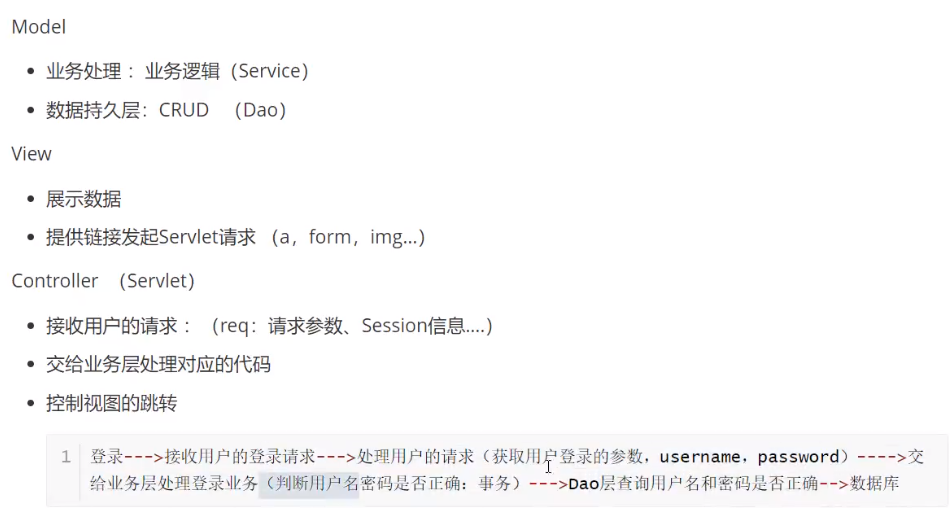 Model
业务处理 ：业务逻辑（Service）
数据持久层：CRUD （Dao）
View
展示数据
提供链接发起Servlet请求 （a，form，img…）
Controller （Servlet）
接收用户的请求 ：（req：请求参数、Session信息….）
交给业务层处理对应的代码
控制视图的跳转
1 登录--->接收用户的登录请求--->处理用户的请求（获取用户登录的参数，username，password）---->交
给业务层处理登录业务（判断用户名密码是否正确：事务）--->Dao层查询用户名和密码是否正确-->数据库